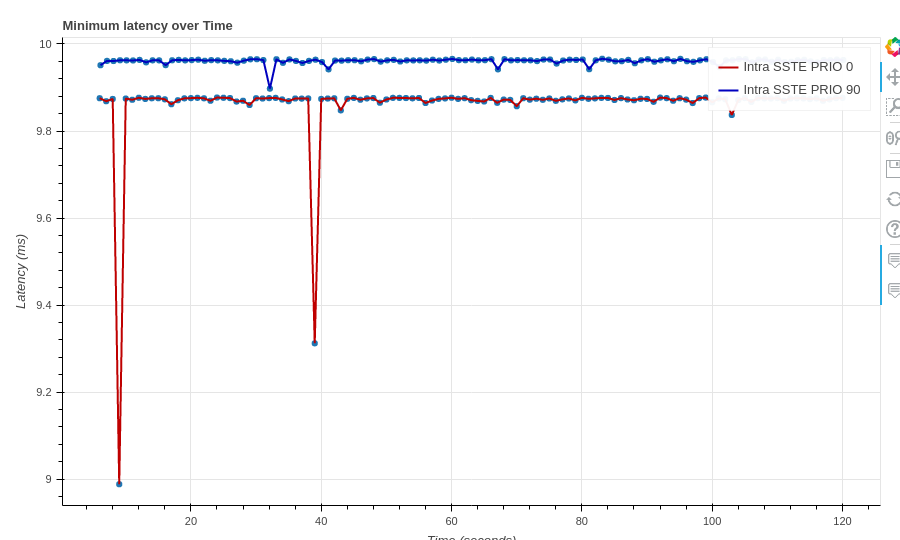 Minimum latency over Time
10
Intra SSTE PRIO 0
Intra SSTE PRIO 90
9.8
9.6
Latency (ms)
9.4
9.2
9
20 40 60 80 100 120
Time (seconds)